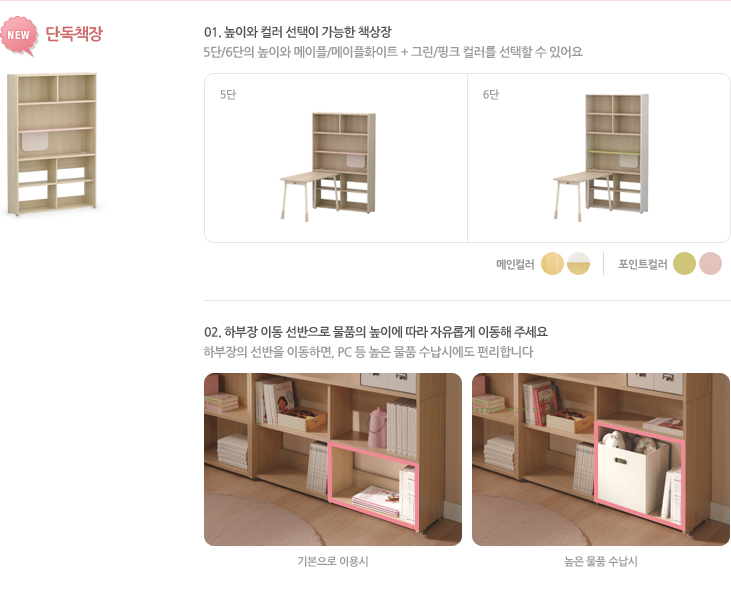 NEW
단독책장
01. 높이와 컬러 선택이 가능한 책상장
5단/6단의 높이와 메이플/메이플화이트 + 그린/핑크 컬러를 선택할 수 있어요
5단
6단
메인컬러
포인트컬러
02. 하부장 이동 선반으로 물품의 높이에 따라 자유롭게 이동해 주세요
하부장의 선반을 이동하면, PC 등 높은 물품 수납시에도 편리합니다
기본으로 이용시
높은 물품 수납시